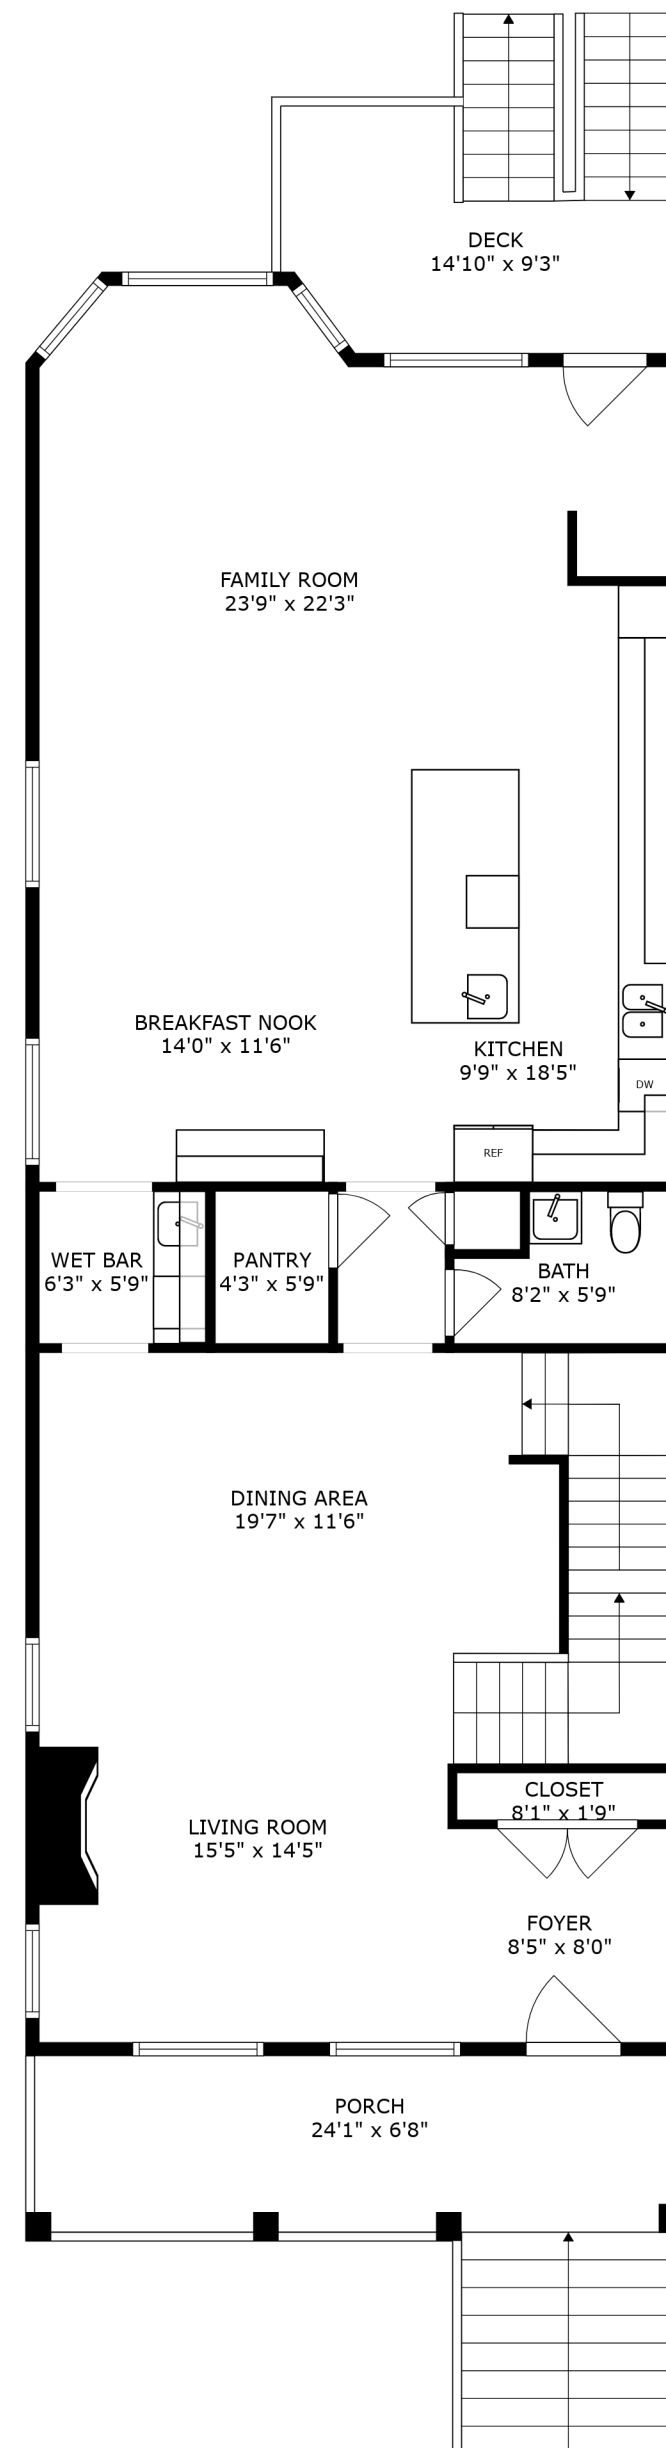 DECK
14'10" x 9'3"
FAMILY ROOM
23'9" x 22'3"
BREAKFAST NOOK
14'0" x 11'6"
KITCHEN
9'9" x 18'5"
DW
REF
WET BAR
6'3" x 5'9"
PANTRY
4'3" x 5'9"
BATH
8'2" x 5'9"
DINING AREA
19'7" x 11'6"
CLOSET
8'1" x 1'9"
LIVING ROOM
15'5" x 14'5"
FOYER
8'5" x 8'0"
PORCH
24'1" x 6'8"